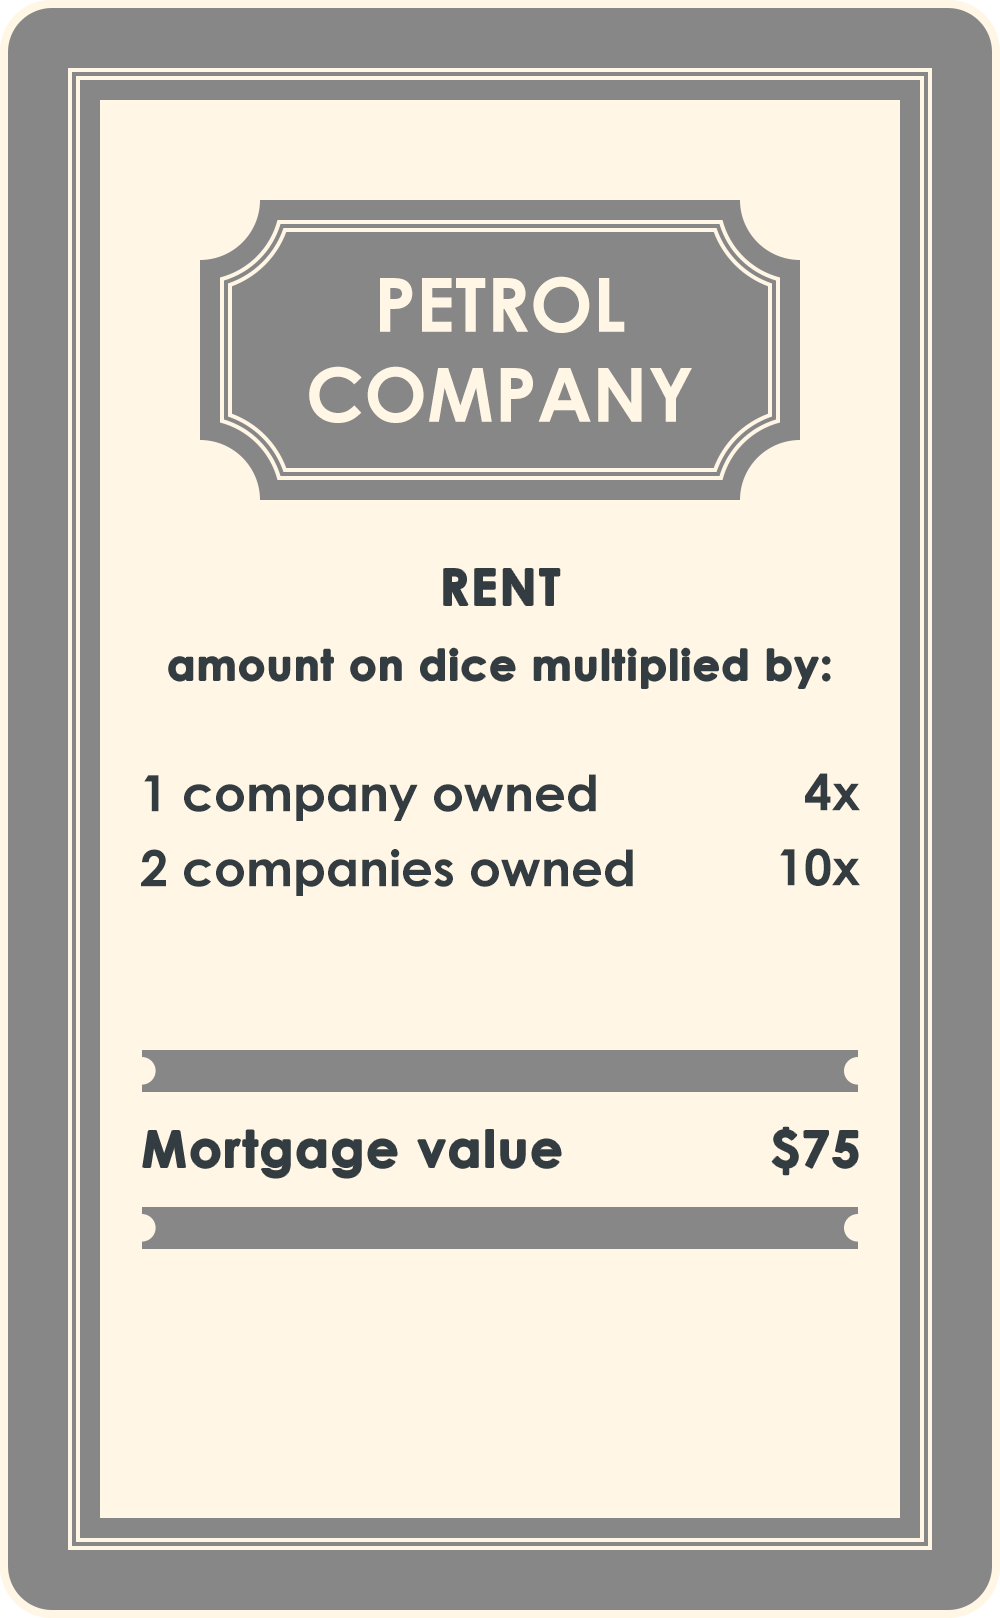 PETROL
COMPANY
RENT
amount on dice multiplied by:
1 company owned 4x
2 companies owned 10x
Mortgage value $75